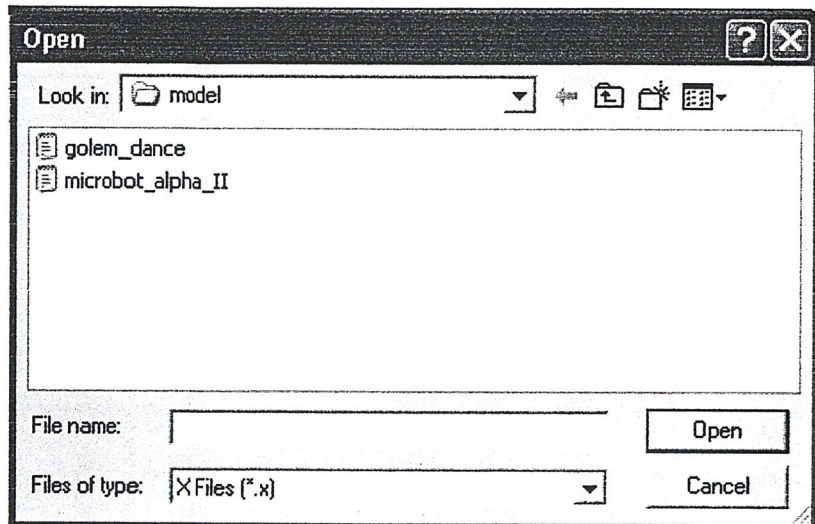 Open
Look in: model
golem_dance
microbot_alpha_II
File name: Open
Files of type: X Files (*.x) Cancel